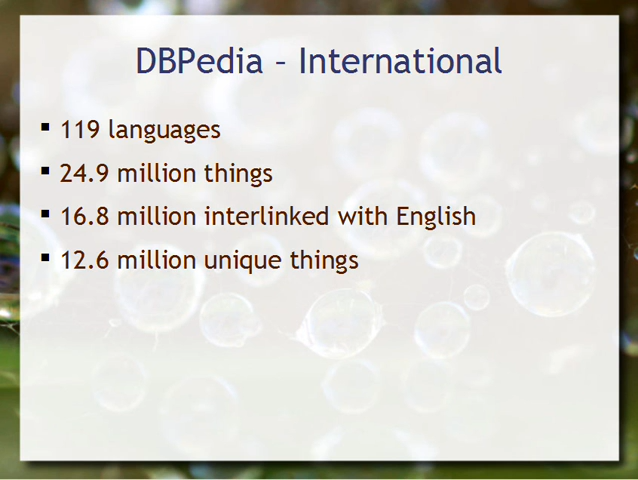 DBPedia – International
119 languages
24.9 million things
16.8 million interlinked with English
12.6 million unique things